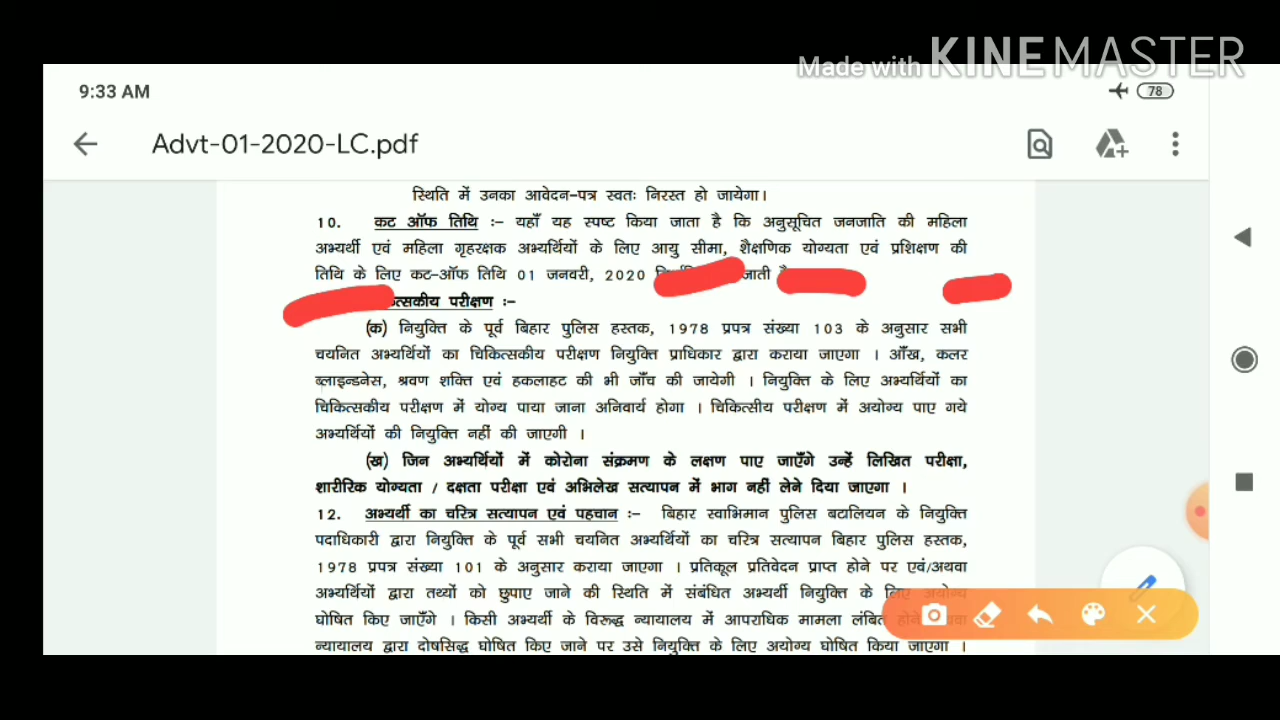 Made with KINEMASTER
9:33 AM
78
Advt-01-2020-LC.pdf
स्थिति में उनका आवेदन-पत्र स्वतः निरस्त हो जायेगा।
10. कट ऑफ तिथि :- यहाँ यह स्पष्ट किया जाता है कि अनुसूचित जनजाति की महिला
अभ्यर्थी एवं महिला गृहरक्षक अभ्यर्थियों के लिए आयु सीमा, शैक्षणिक योग्यता एवं प्रशिक्षण की
तिथि के लिए कट-ऑफ तिथि 01 जनवरी, 2020 जाती
परीक्षण :-
(क) नियुक्ति के पूर्व बिहार पुलिस हस्तक, 1978 प्रपत्र संख्या 103 के अनुसार सभी
चयनित अभ्यर्थियों का चिकित्सकीय परीक्षण नियुक्ति प्राधिकार द्वारा कराया जाएगा । आँख, कलर
ब्लाइन्डनेस, श्रवण शक्ति एवं हकलाहट की भी जाँच की जायेगी । नियुक्ति के लिए अभ्यर्थियों का
चिकित्सकीय परीक्षण में योग्य पाया जाना अनिवार्य होगा । चिकित्सीय परीक्षण में अयोग्य पाए गये
अभ्यर्थियों की नियुक्ति नहीं की जाएगी ।
(ख) जिन अभ्यर्थियों में कोरोना संक्रमण के लक्षण पाए जाएँगे उन्हें लिखित परीक्षा,
शारीरिक योग्यता / दक्षता परीक्षा एवं अभिलेख सत्यापन में भाग नहीं लेने दिया जाएगा ।
12. अभ्यर्थी का चरित्र सत्यापन एवं पहचान :- बिहार स्वाभिमान पुलिस बटालियन के नियुक्ति
पदाधिकारी द्वारा नियुक्ति के पूर्व सभी चयनित अभ्यर्थियों का चरित्र सत्यापन बिहार पुलिस हस्तक,
1978 प्रपत्र संख्या 101 के अनुसार कराया जाएगा । प्रतिकूल प्रतिवेदन प्राप्त होने पर एवं/अथवा
अभ्यर्थियों द्वारा तथ्यों को छुपाए जाने की स्थिति में संबंधित अभ्यर्थी नियुक्ति के लिए अयोग्य
घोषित किए जाएँगे । किसी अभ्यर्थी के विरुद्ध न्यायालय में आपराधिक मामला लंबित
न्यायालय द्वारा दोषसिद्ध घोषित किए जाने पर उसे नियुक्ति के लिए अयोग्य घोषित किया जाएगा ।